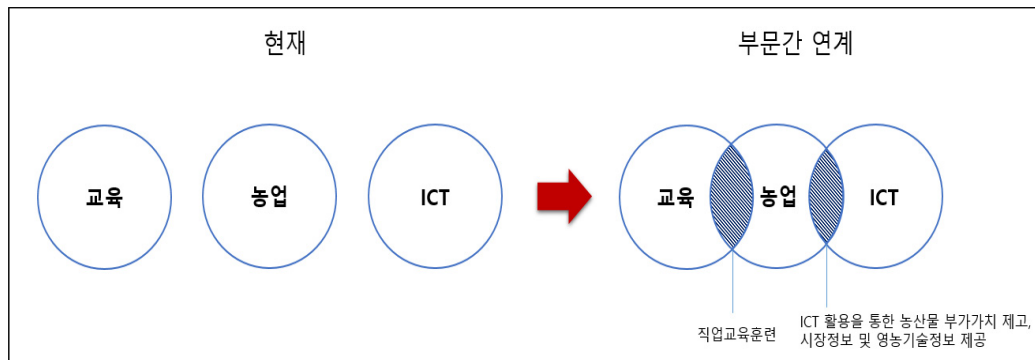 현재
부문간 연계
교육
농업
ICT
교육
농업
ICT
직업교육훈련
ICT 활용을 통한 농산물 부가가치 제고,
시장정보 및 영농기술정보 제공